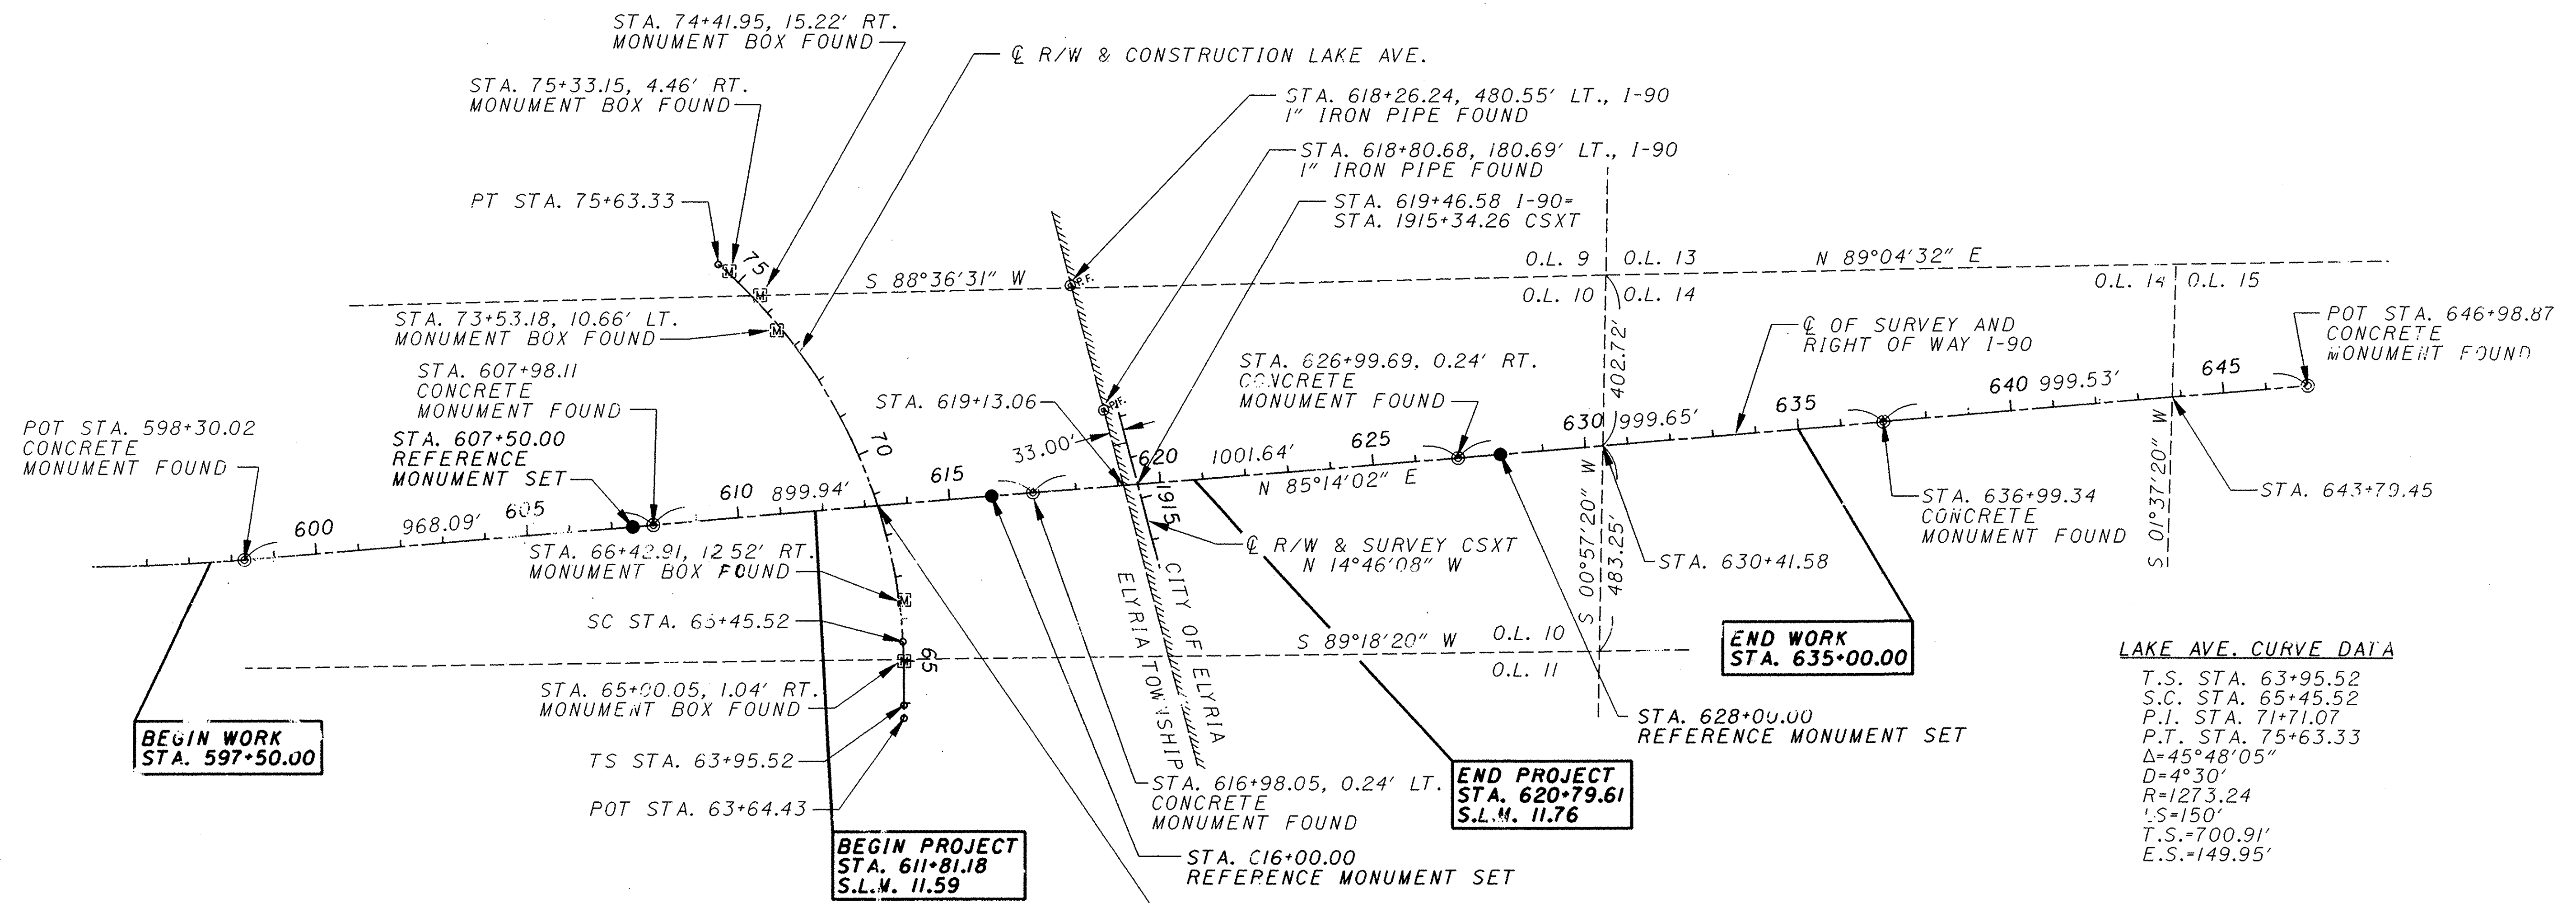 STA. 74+41.95, 15.22' RT.
MONUMENT BOX FOUND
℄ R/W & CONSTRUCTION LAKE AVE.
STA. 75+33.15, 4.46' RT.
MONUMENT BOX FOUND
STA. 618+26.24, 480.55' LT., I-90
1" IRON PIPE FOUND
STA. 618+80.68, 180.69' LT., I-90
1" IRON PIPE FOUND
PT STA. 75+63.33
STA. 619+46.58 I-90=
STA. 1915+34.26 CSXT
75
S 88°36'31" W
P.F.
O.L. 9
O.L. 13
N 89°04'32" E
O.L. 10
O.L. 14
O.L. 14
O.L. 15
STA. 73+53.18, 10.66' LT.
MONUMENT BOX FOUND
402.72'
℄ OF SURVEY AND
RIGHT OF WAY I-90
POT STA. 646+98.87
CONCRETE
MONUMENT FOUND
STA. 607+98.11
CONCRETE
MONUMENT FOUND
STA. 626+99.69, 0.24' RT.
CONCRETE
MONUMENT FOUND
STA. 619+13.06
P.F.
POT STA. 598+30.02
CONCRETE
MONUMENT FOUND
STA. 607+50.00
REFERENCE
MONUMENT SET
70
33.00'
600
968.09'
605
610
899.94'
615
620
1001.64'
625
630
999.65'
635
640
999.53'
645
N 85°14'02" E
1915
STA. 66+42.91, 12.52' RT.
MONUMENT BOX FOUND
℄ R/W & SURVEY CSXT
N 14°46'08" W
S 00°57'20" W
483.25'
STA. 630+41.58
STA. 636+99.34
CONCRETE
MONUMENT FOUND
S 01°37'20" W
STA. 643+79.45
CITY OF ELYRIA
ELYRIA TOWNSHIP
SC STA. 65+45.52
65
S 89°18'20" W
O.L. 10
O.L. 11
END WORK
STA. 635+00.00
STA. 65+00.05, 1.04' RT.
MONUMENT BOX FOUND
BEGIN WORK
STA. 597+50.00
TS STA. 63+95.52
POT STA. 63+64.43
STA. 628+00.00
REFERENCE MONUMENT SET
STA. 616+98.05, 0.24' LT.
CONCRETE
MONUMENT FOUND
END PROJECT
STA. 620+79.61
S.L.M. 11.76
BEGIN PROJECT
STA. 611+81.18
S.L.M. 11.59
STA. 616+00.00
REFERENCE MONUMENT SET
LAKE AVE. CURVE DATA
T.S. STA. 63+95.52
S.C. STA. 65+45.52
P.I. STA. 71+71.07
P.T. STA. 75+63.33
Δ=45°48'05"
D=4°30'
R=1273.24
LS=150'
T.S.=700.91'
E.S.=149.95'